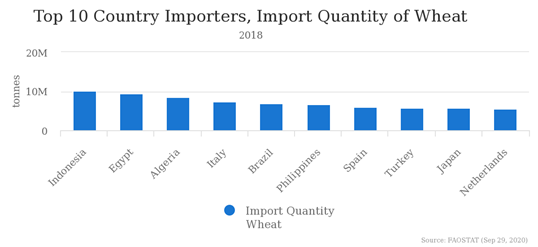 Top 10 Country Importers, Import Quantity of Wheat
2018
20M
10M
0
tonnes
Indonesia
Egypt
Algeria
Italy
Brazil
Philippines
Spain
Turkey
Japan
Netherlands
Import Quantity
Wheat
Source: FAOSTAT (Sep 29, 2020)